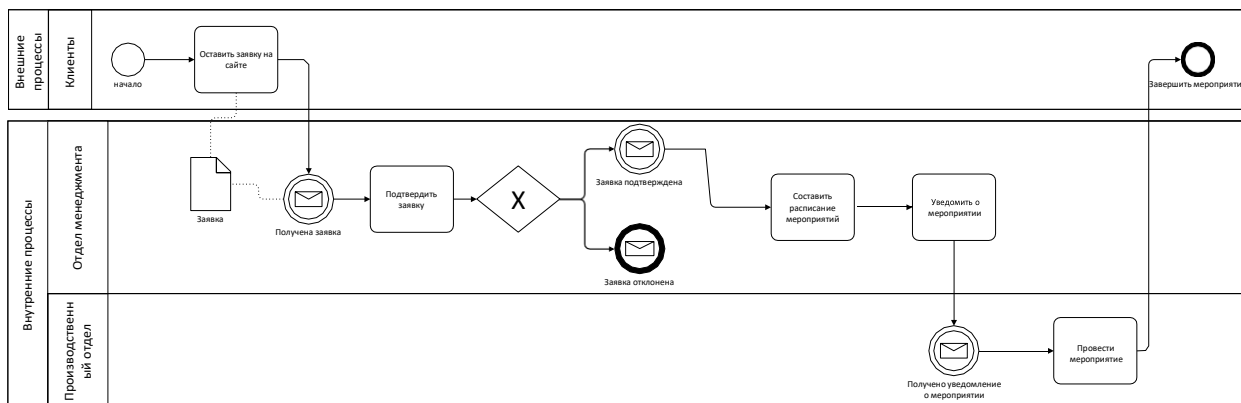 Внешние
процессы
Клиенты
начало
Оставить заявку на
сайте
Завершить мероприяти
Внутренние процессы
Отдел менеджмента
Заявка
Получена заявка
Подтвердить
заявку
X
Заявка подтверждена
Заявка отклонена
Составить
расписание
мероприятий
Уведомить о
мероприятии
Производственн
ый отдел
Получено уведомление
о мероприятии
Провести
мероприятие